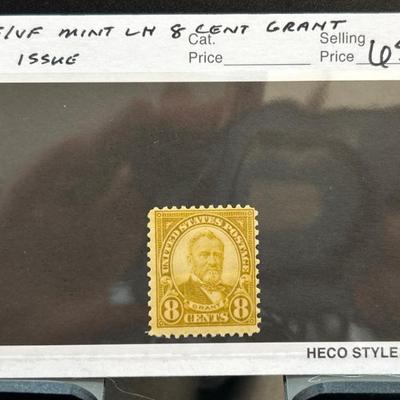 F/VF MINT LH 8 CENT GRANT
ISSUE
Cat.
Price
Selling
Price
UNITED STATES POSTAGE
GRANT
8 CENTS 8
HECO STYLE